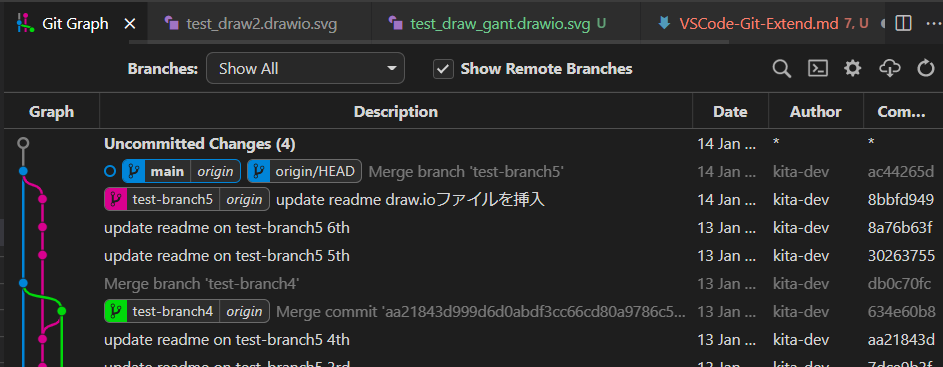 Git Graph test_draw2.drawio.svg test_draw_gant.drawio.svg U VSCode-Git-Extend.md 7, U
Branches: Show All Show Remote Branches
Graph Description Date Author Com...
Uncommitted Changes (4) 14 Jan ... * *
main origin origin/HEAD Merge branch 'test-branch5' 14 Jan ... kita-dev ac44265d
test-branch5 origin update readme draw.ioファイルを挿入 14 Jan ... kita-dev 8bbfd949
update readme on test-branch5 6th 13 Jan ... kita-dev 8a76b63f
update readme on test-branch5 5th 13 Jan ... kita-dev 30263755
Merge branch 'test-branch4' 13 Jan ... kita-dev db0c70fc
test-branch4 origin Merge commit 'aa21843d999d6d0abdf3cc66cd80a9786c5... 13 Jan ... kita-dev 634e60b8
update readme on test-branch5 4th 13 Jan ... kita-dev aa21843d
update readme on test-branch5 3rd 13 Jan ... kita-dev